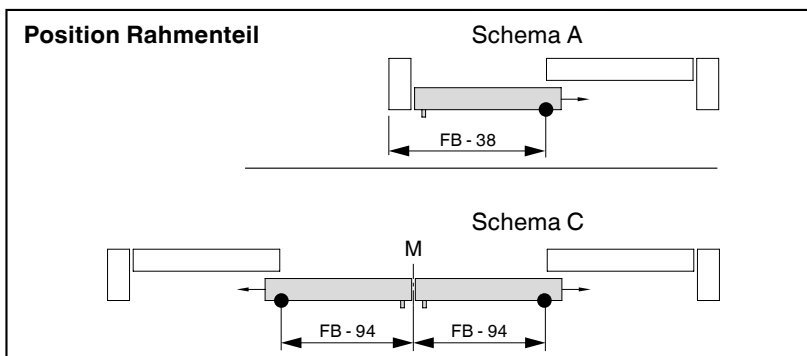 Position Rahmenteil
Schema A
FB - 38
Schema C
M
FB - 94
FB - 94